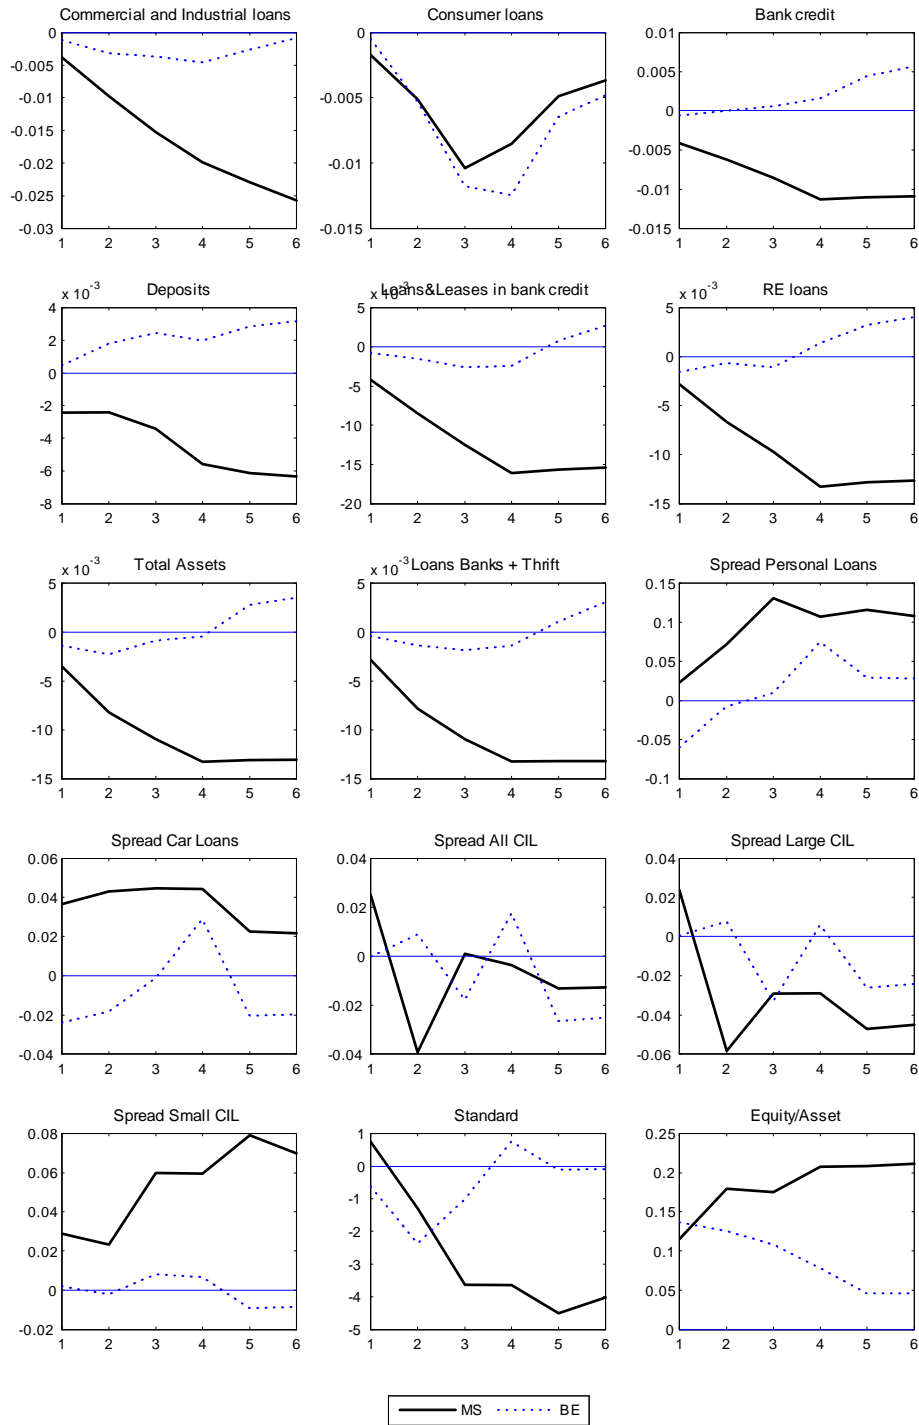 Commercial and Industrial loans Consumer loans Bank credit
0 0 0.01
-0.005 0.005
-0.01 -0.005 0
-0.015
-0.02 -0.01 -0.005
-0.025 -0.01
-0.03 -0.015 -0.015
1 2 3 4 5 6 1 2 3 4 5 6 1 2 3 4 5 6
x 10^-3 Deposits x 10^-3 Loans&Leases in bank credit x 10^-3 RE loans
4 5 5
2 0
0 -5 0
-2 -5
-4 -10
-6 -15 -10
-8 -20 -15
1 2 3 4 5 6 1 2 3 4 5 6 1 2 3 4 5 6
x 10^-3 Total Assets x 10^-3 Loans Banks + Thrift Spread Personal Loans
5 5 0.15
0 0 0.1
0.05
-5 -5 0
-10 -10 -0.05
-15 -15 -0.1
1 2 3 4 5 6 1 2 3 4 5 6 1 2 3 4 5 6
Spread Car Loans Spread All CIL Spread Large CIL
0.06 0.04 0.04
0.04 0.02 0.02
0.02 0
0 0 -0.02
-0.02 -0.02 -0.04
-0.04 -0.04 -0.06
1 2 3 4 5 6 1 2 3 4 5 6 1 2 3 4 5 6
Spread Small CIL Standard Equity/Asset
0.08 1 0.25
0.06 0 0.2
0.04 -1 0.15
0.02 -2 0.1
0 -3 0.05
-4
-0.02 -5 0
1 2 3 4 5 6 1 2 3 4 5 6 1 2 3 4 5 6
MS BE